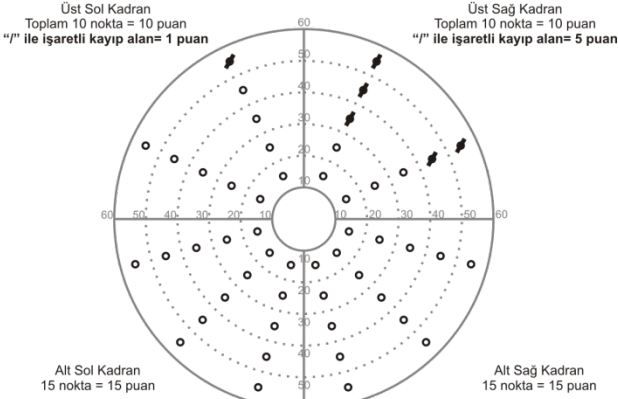 Üst Sol Kadran
Toplam 10 nokta = 10 puan
“/” ile işaretli kayıp alan= 1 puan
Üst Sağ Kadran
Toplam 10 nokta = 10 puan
“/” ile işaretli kayıp alan= 5 puan
60
50
40
30
20
10
60 50 40 30 20 10 10 20 30 40 50 60
10
20
30
40
50
Alt Sol Kadran
15 nokta = 15 puan
Alt Sağ Kadran
15 nokta = 15 puan